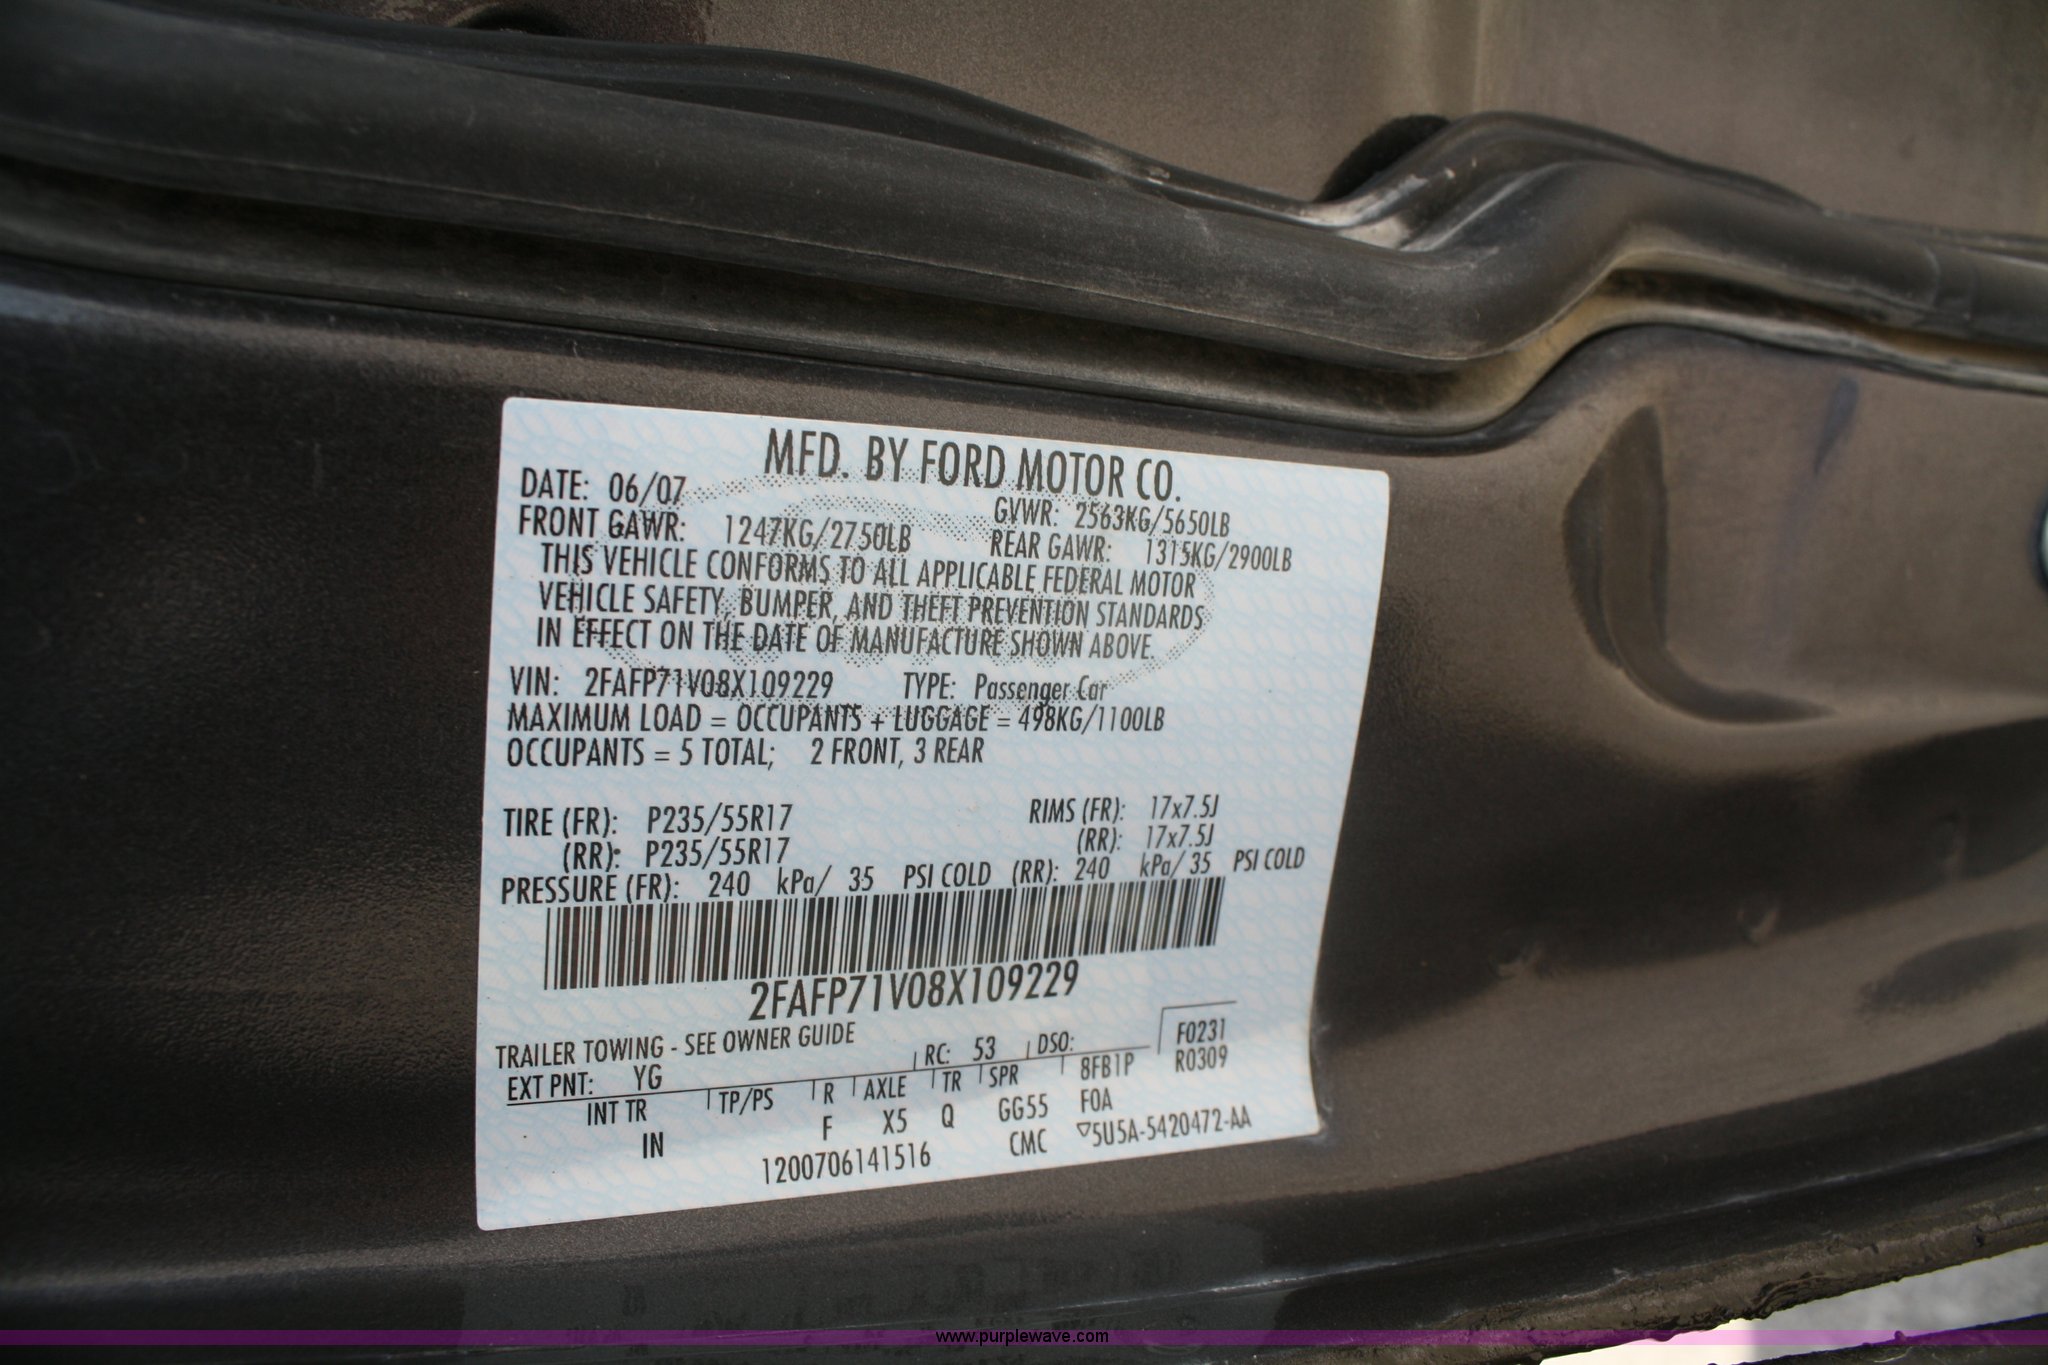 MFD. BY FORD MOTOR CO.
DATE: 06/07 GVWR: 2563KG/5650LB
FRONT GAWR: 1247KG/2750LB REAR GAWR: 1315KG/2900LB
THIS VEHICLE CONFORMS TO ALL APPLICABLE FEDERAL MOTOR
VEHICLE SAFETY, BUMPER, AND THEFT PREVENTION STANDARDS
IN EFFECT ON THE DATE OF MANUFACTURE SHOWN ABOVE.
VIN: 2FAFP71V08X109229 TYPE: Passenger Car
MAXIMUM LOAD = OCCUPANTS + LUGGAGE = 498KG/1100LB
OCCUPANTS = 5 TOTAL; 2 FRONT, 3 REAR
TIRE (FR): P235/55R17 RIMS (FR): 17x7.5J
(RR): P235/55R17 (RR): 17x7.5J
PRESSURE (FR): 240 kPa/ 35 PSI COLD (RR): 240 kPa/ 35 PSI COLD
2FAFP71V08X109229
TRAILER TOWING - SEE OWNER GUIDE
EXT PNT: YG RC: 53 DSO: F0231
INT TR TP/PS R AXLE TR SPR 8FB1P R0309
IN F X5 Q GG55 F0A
1200706141516 CMC ▽5U5A-5420472-AA
www.purplewave.com